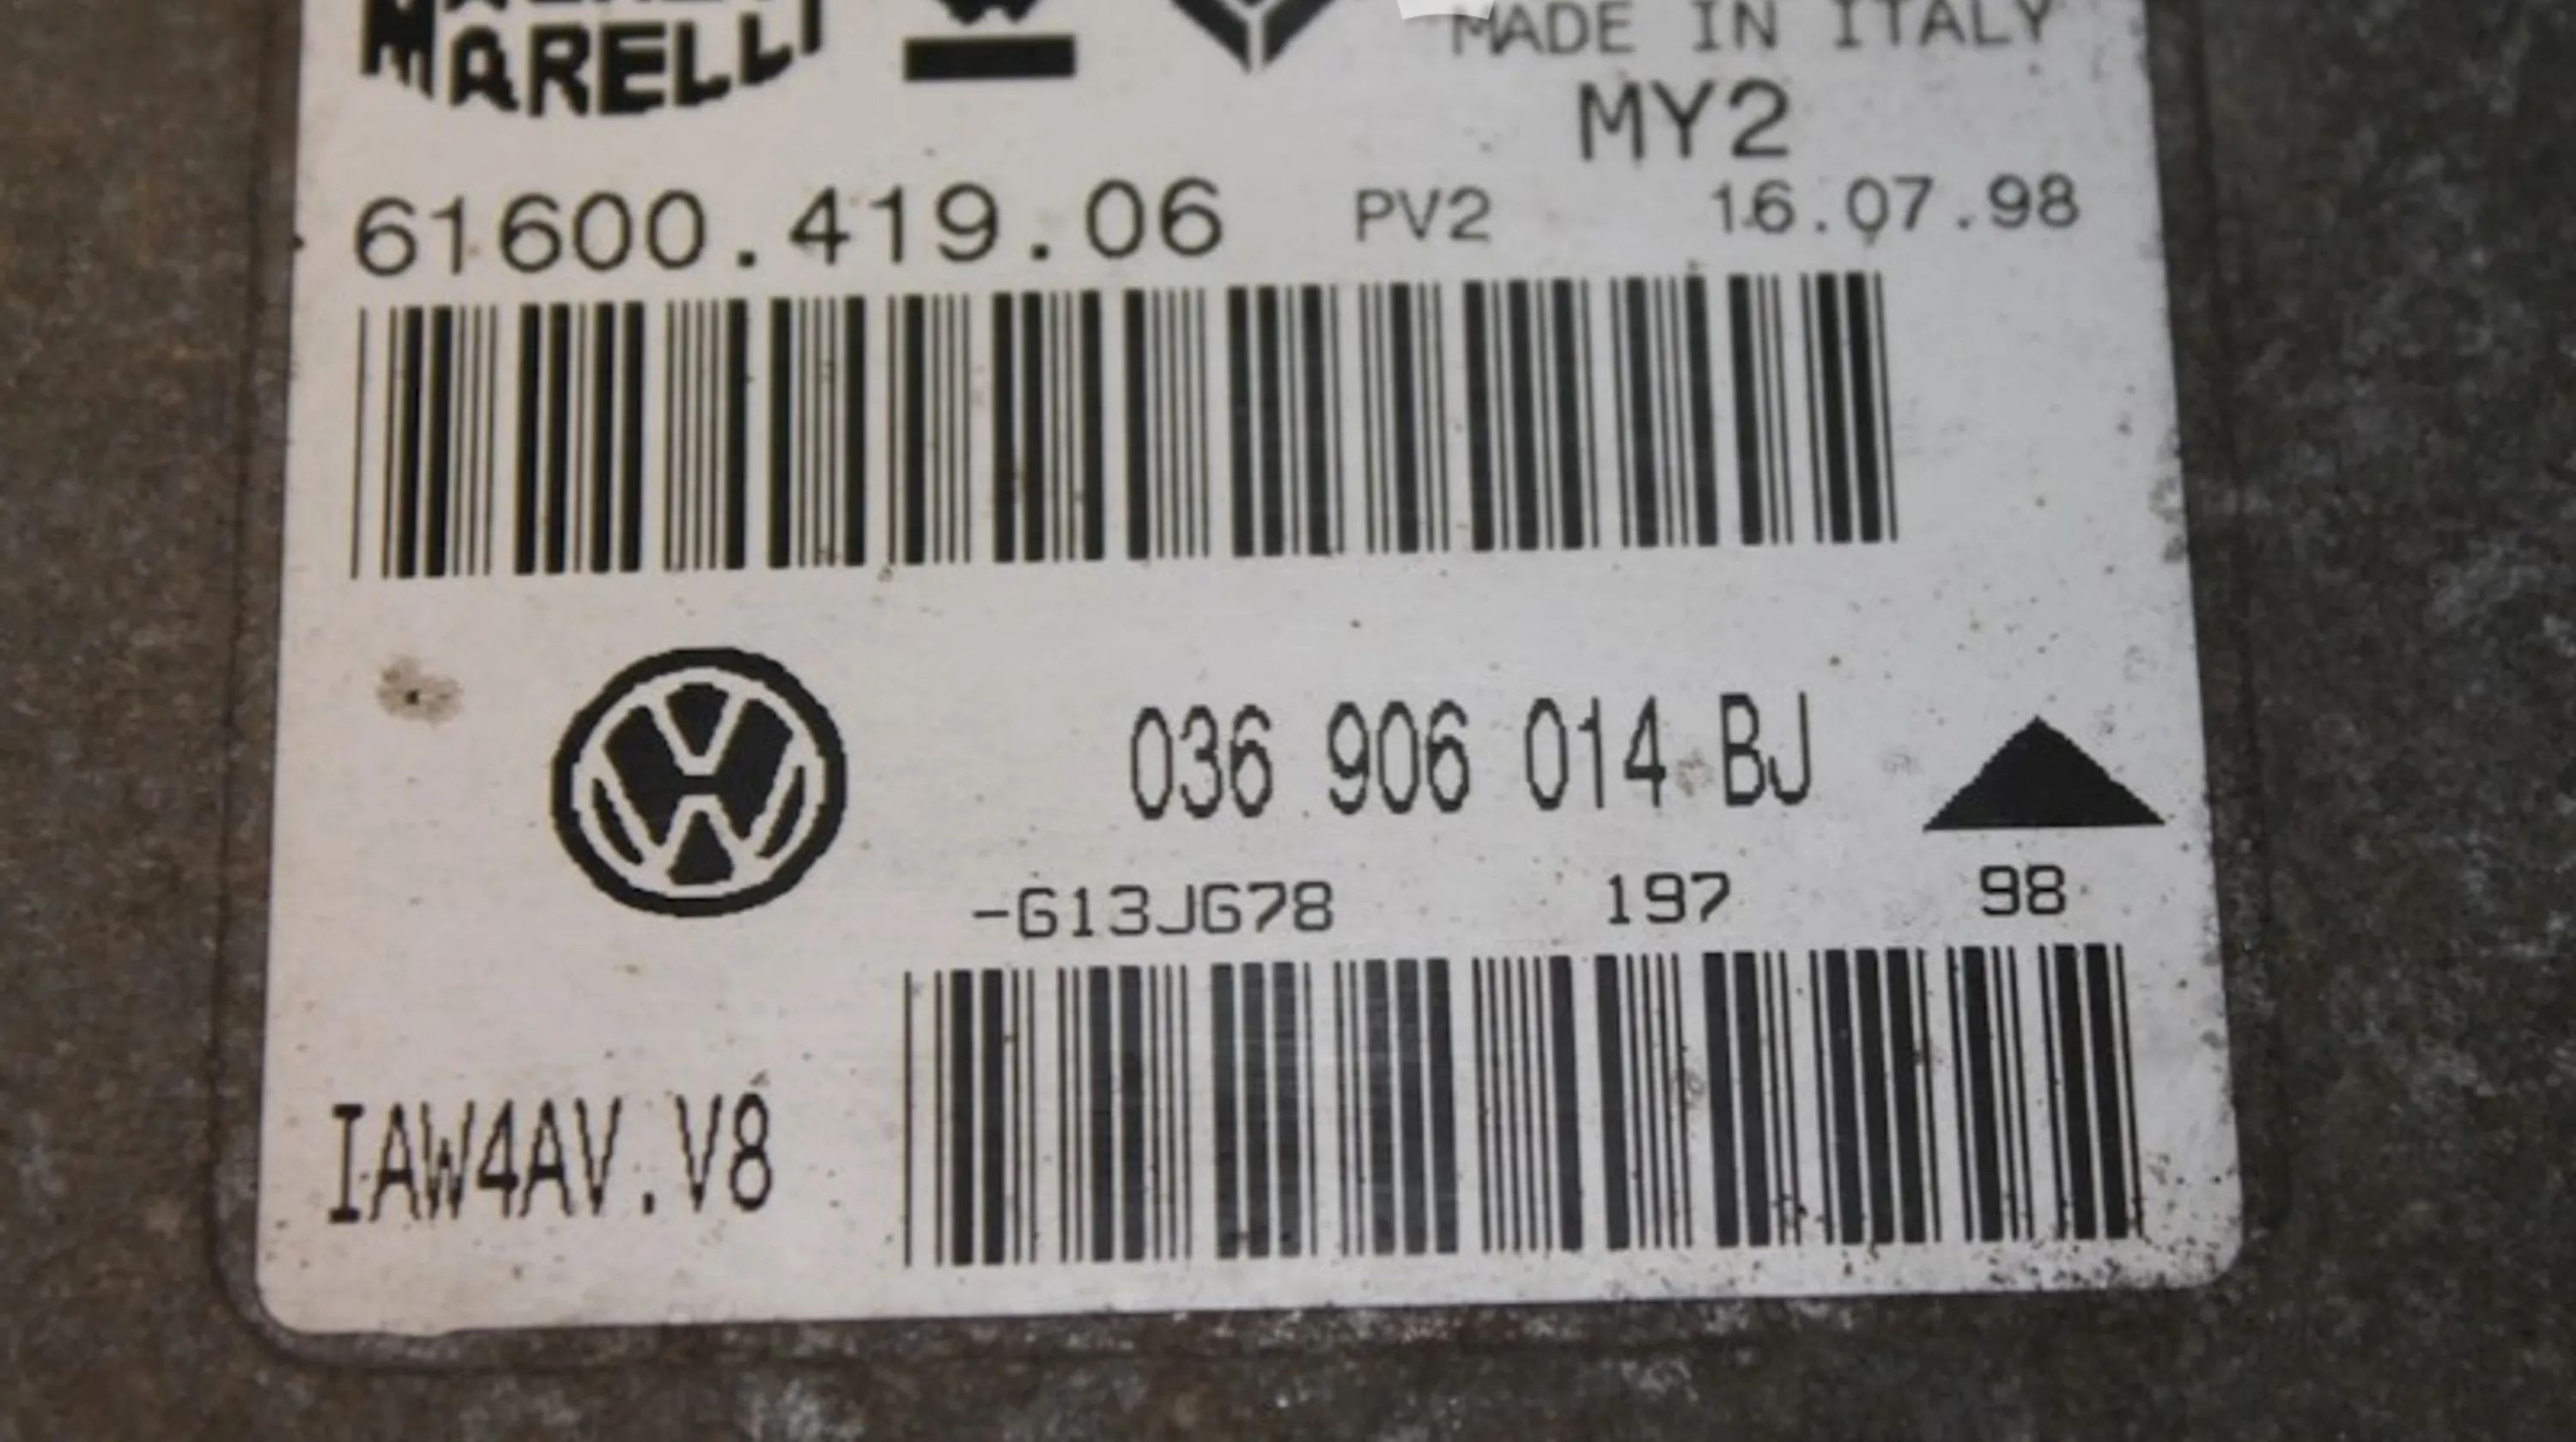 MARELLI
MADE IN ITALY
MY2
61600.419.06 PV2 16.07.98
036 906 014 BJ
-G13JG78 197 98
IAW4AV.V8